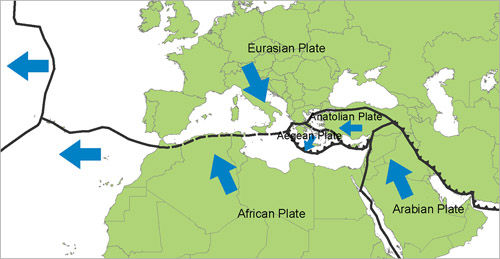 Eurasian Plate
Anatolian Plate
Aegean Plate
African Plate
Arabian Plate